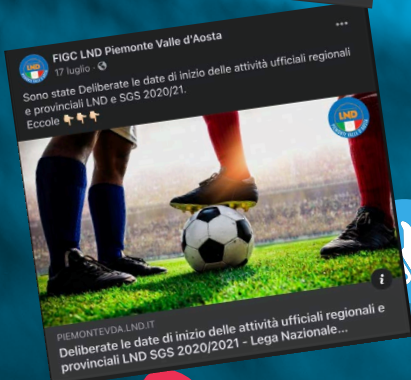 FIGC LND Piemonte Valle d'Aosta
17 luglio ·
Sono state Deliberate le date di inizio delle attività ufficiali regionali
e provinciali LND e SGS 2020/21.
Eccole 👇🏻👇🏻👇🏻
LND
PIEMONTEVDA.LND.IT
Deliberate le date di inizio delle attività ufficiali regionali e
provinciali LND SGS 2020/2021 - Lega Nazionale...